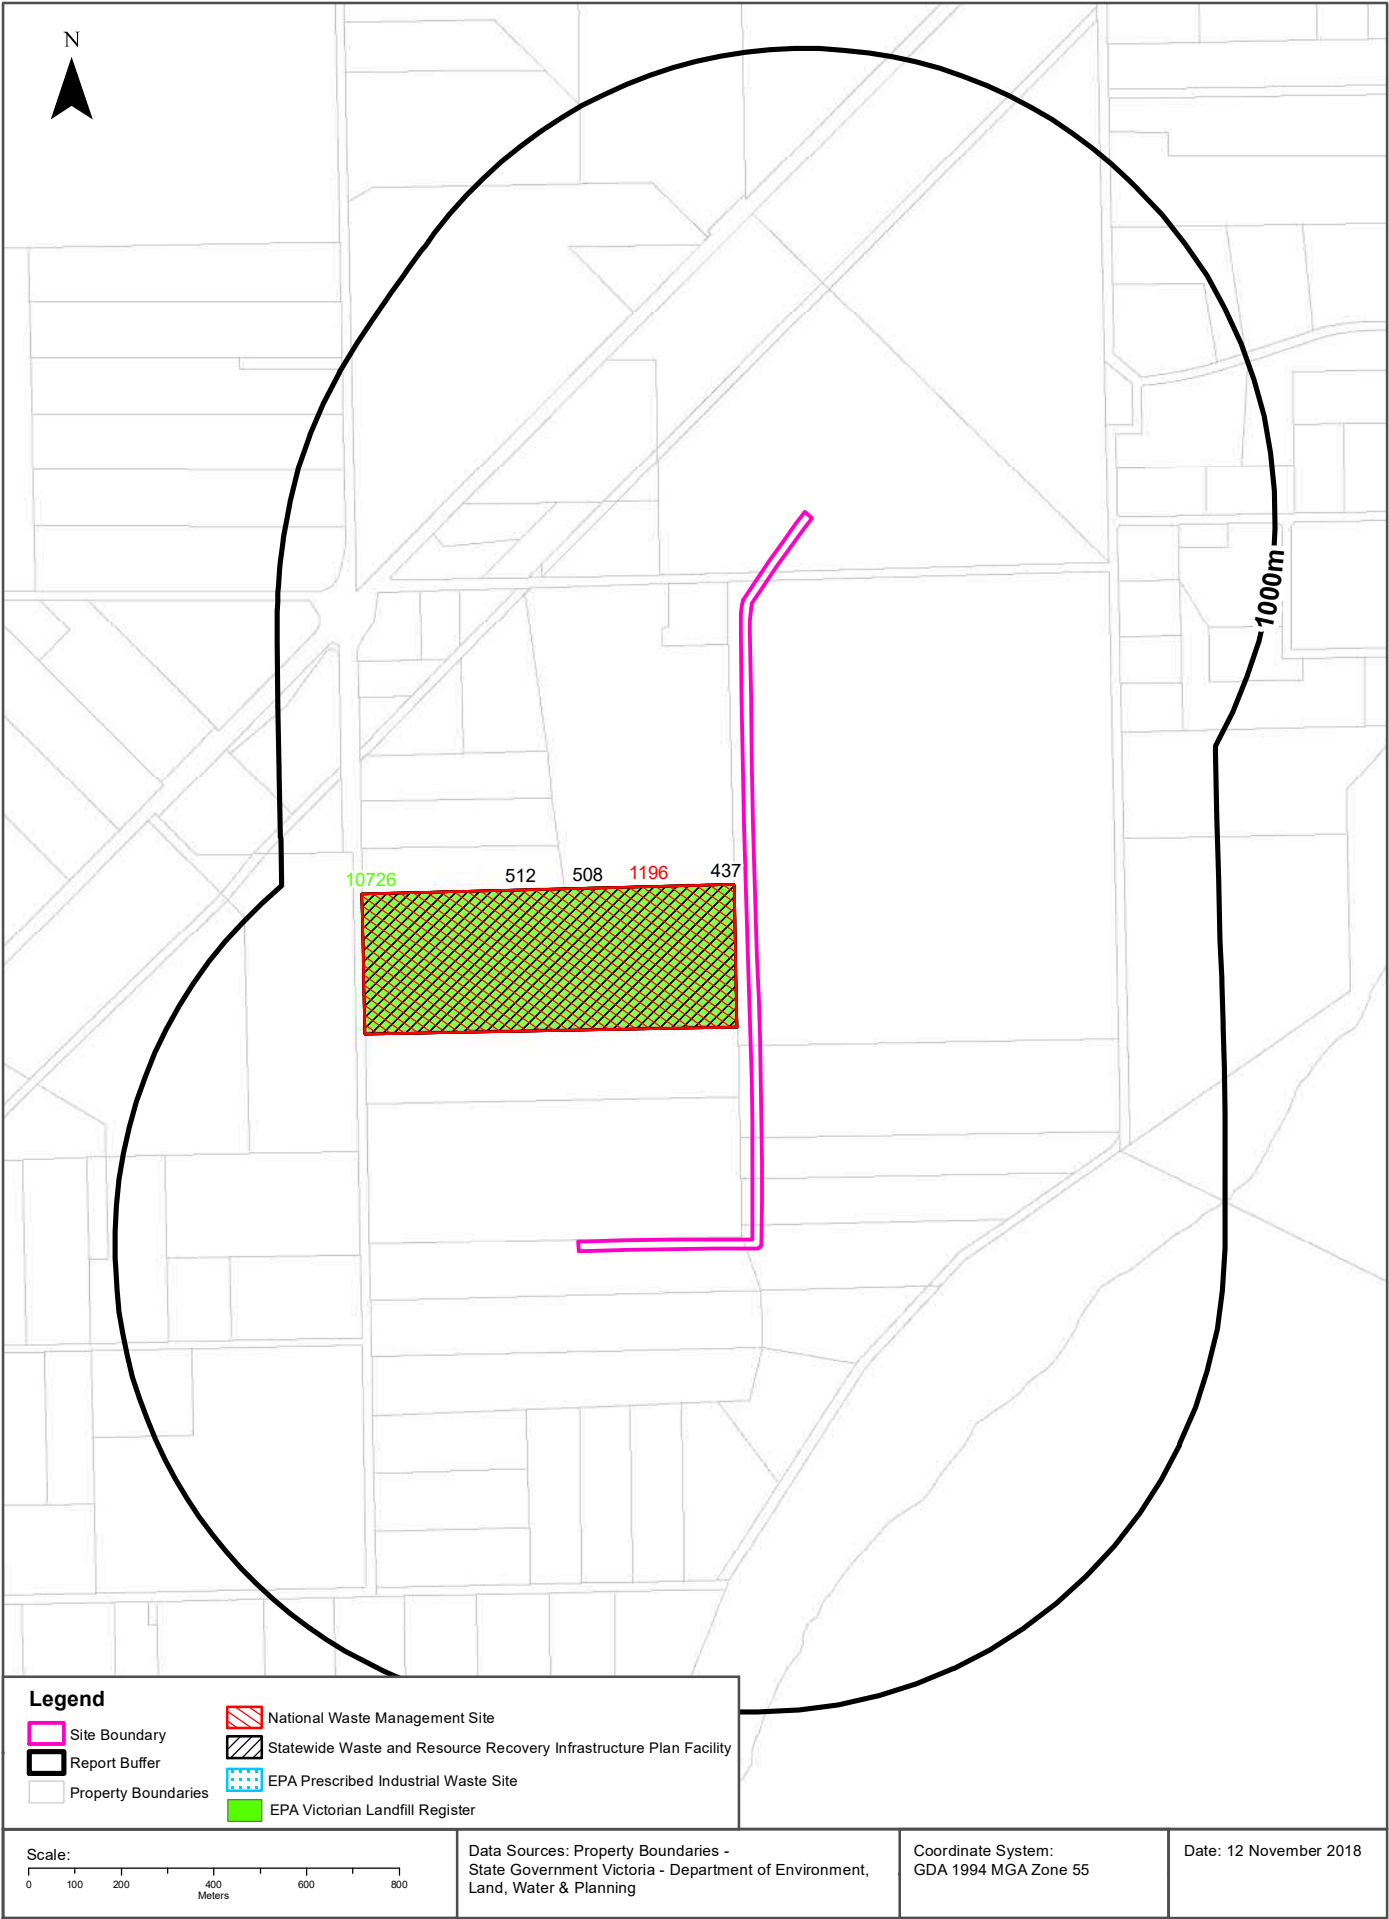 N
1000m
10726
512
508
1196
437
Legend
Site Boundary
Report Buffer
Property Boundaries
National Waste Management Site
Statewide Waste and Resource Recovery Infrastructure Plan Facility
EPA Prescribed Industrial Waste Site
EPA Victorian Landfill Register
Scale:
0 100 200 400 600 800
Meters
Data Sources: Property Boundaries -
State Government Victoria - Department of Environment,
Land, Water & Planning
Coordinate System:
GDA 1994 MGA Zone 55
Date: 12 November 2018